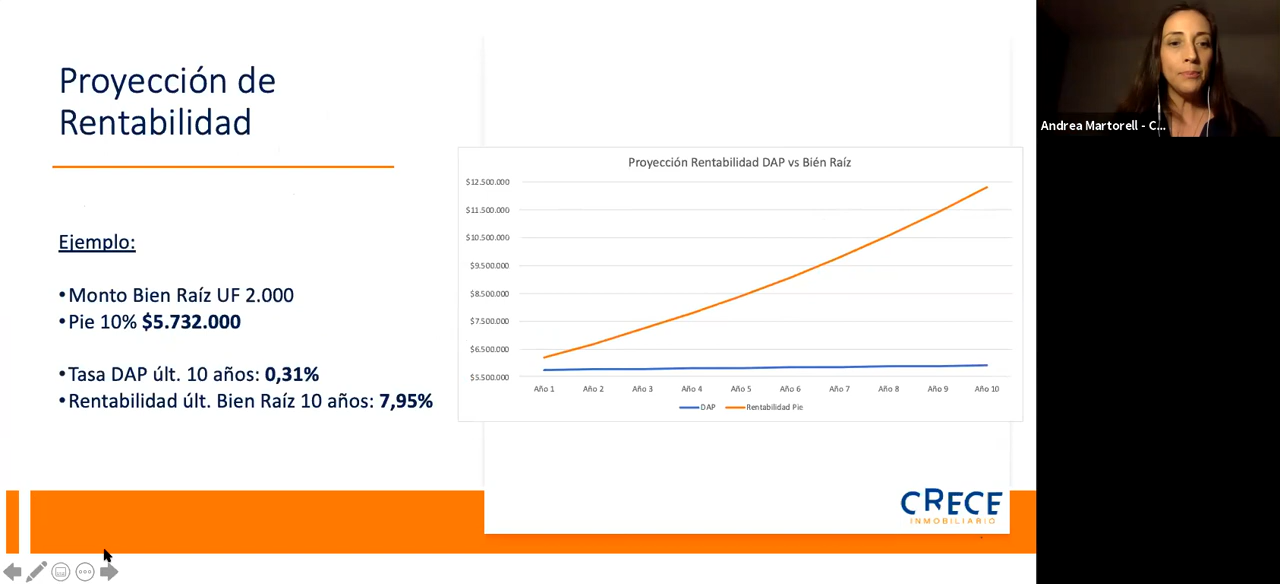 Proyección de
Rentabilidad
Ejemplo:
•Monto Bien Raíz UF 2.000
•Pie 10% $5.732.000
•Tasa DAP últ. 10 años: 0,31%
•Rentabilidad últ. Bien Raíz 10 años: 7,95%
Proyección Rentabilidad DAP vs Bién Raíz
$12.500.000
$11.500.000
$10.500.000
$9.500.000
$8.500.000
$7.500.000
$6.500.000
$5.500.000
Año 1 Año 2 Año 3 Año 4 Año 5 Año 6 Año 7 Año 8 Año 9 Año 10
DAP Rentabilidad Pie
CRECE
INMOBILIARIO
Andrea Martorell - C...